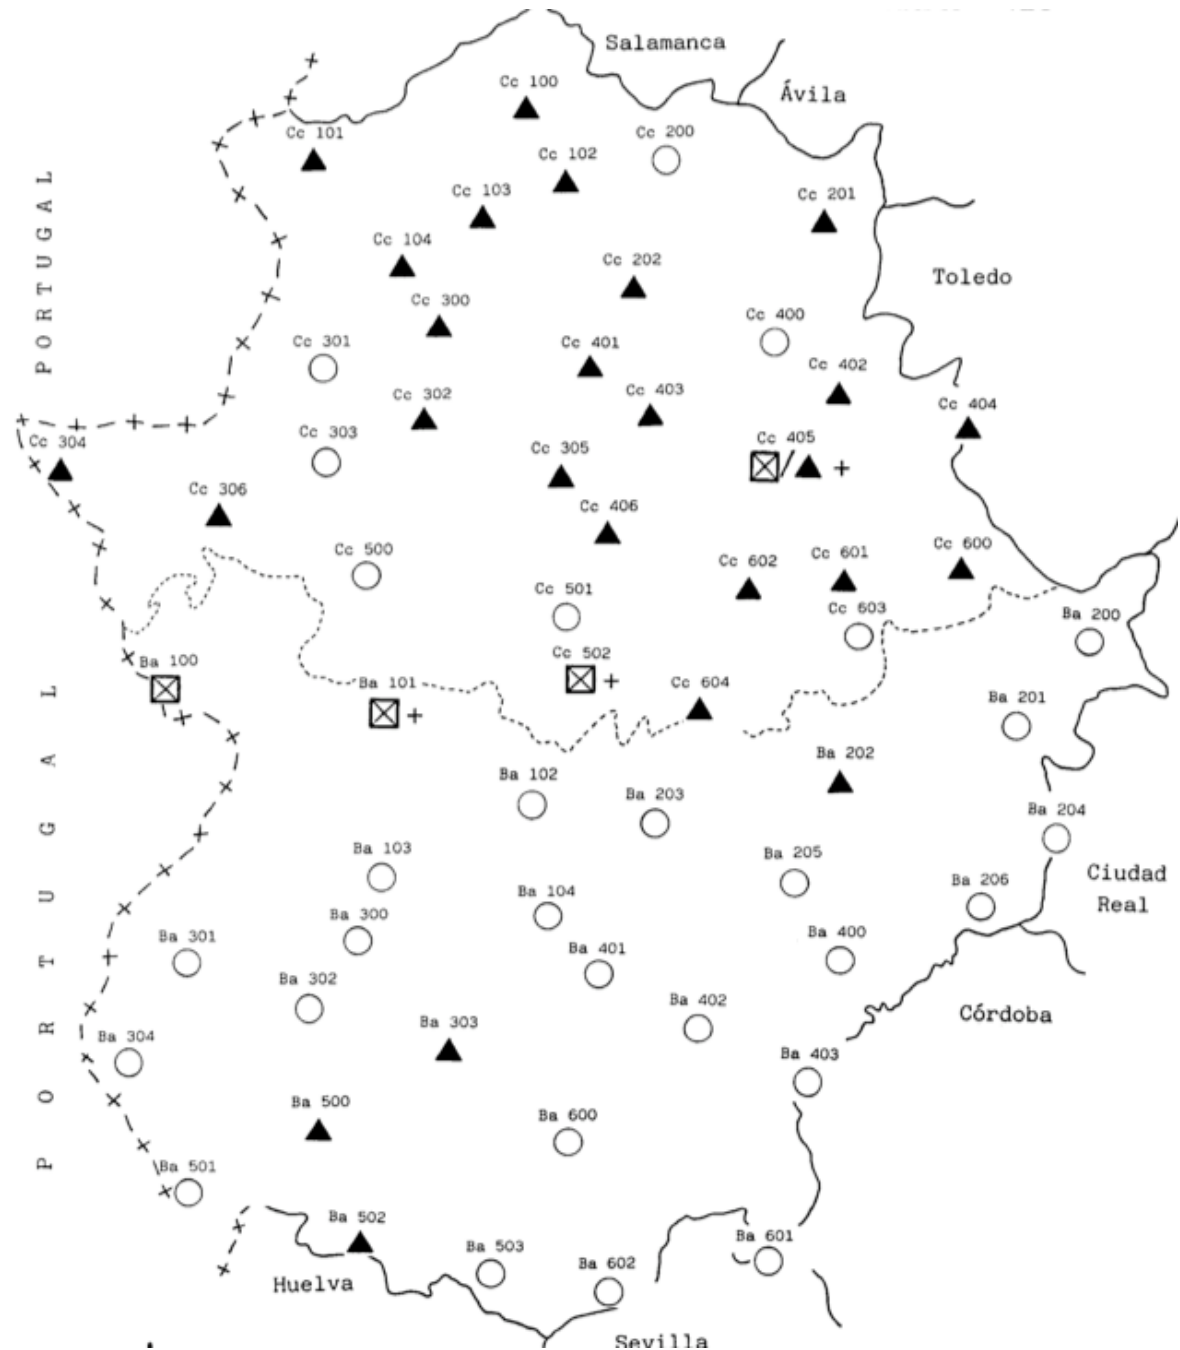 Salamanca
Cc 100
Ávila
Cc 101
Cc 200
Cc 102
Cc 103
Cc 201
PORTUGAL
Cc 104
Cc 202
Toledo
Cc 300
Cc 400
Cc 301
Cc 401
Cc 402
Cc 302
Cc 403
Cc 404
Cc 303
Cc 304
Cc 305
Cc 405
/
+
Cc 306
Cc 406
Cc 500
Cc 602
Cc 601
Cc 600
Cc 501
Cc 603
Ba 200
Ba 100
Cc 502
+
Ba 101
+
Cc 604
Ba 201
PORTUGAL
Ba 202
Ba 102
Ba 203
Ba 204
Ba 103
Ba 205
Ciudad
Real
Ba 104
Ba 206
Ba 300
Ba 301
Ba 401
Ba 400
Ba 302
Ba 402
Córdoba
Ba 303
Ba 304
Ba 403
Ba 500
Ba 600
Ba 501
Ba 502
Ba 503
Ba 602
Ba 601
Huelva
Sevilla